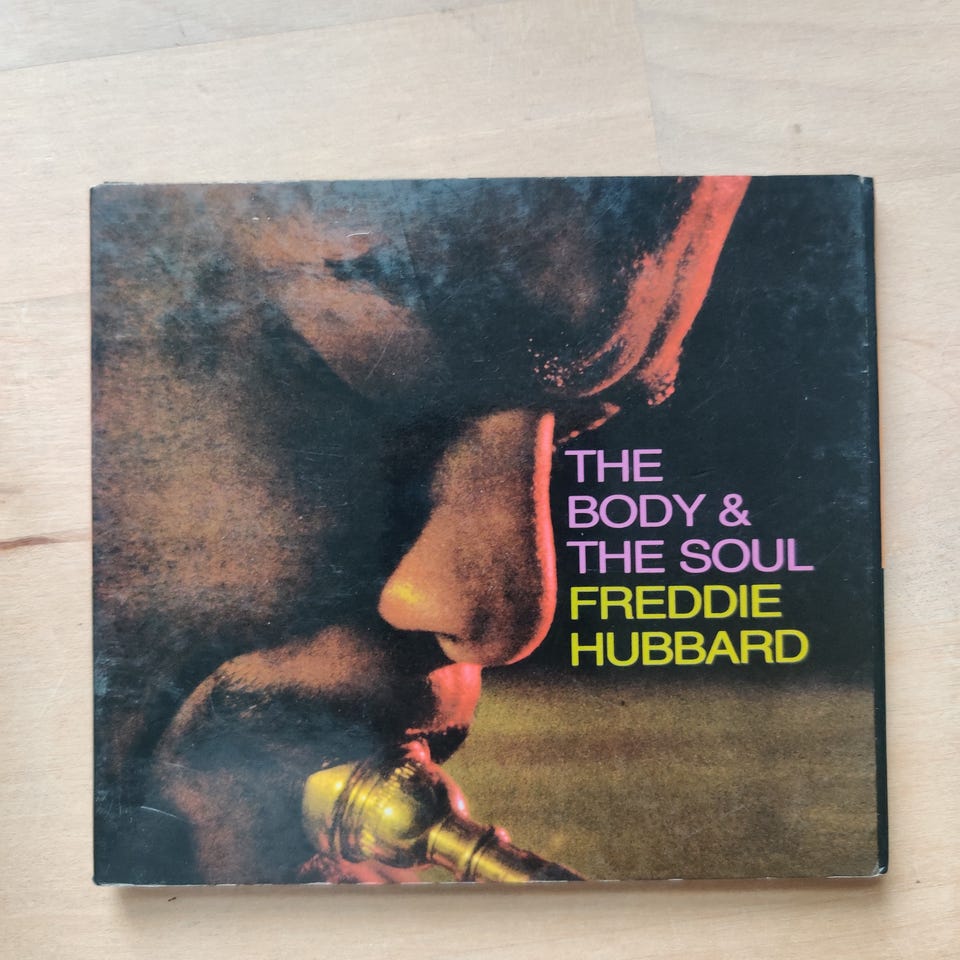 THE
BODY &
THE SOUL
FREDDIE
HUBBARD